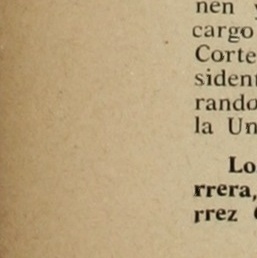 nen y
cargo
Corte
sident
rando
la Un
Lo
rrera,
rrez